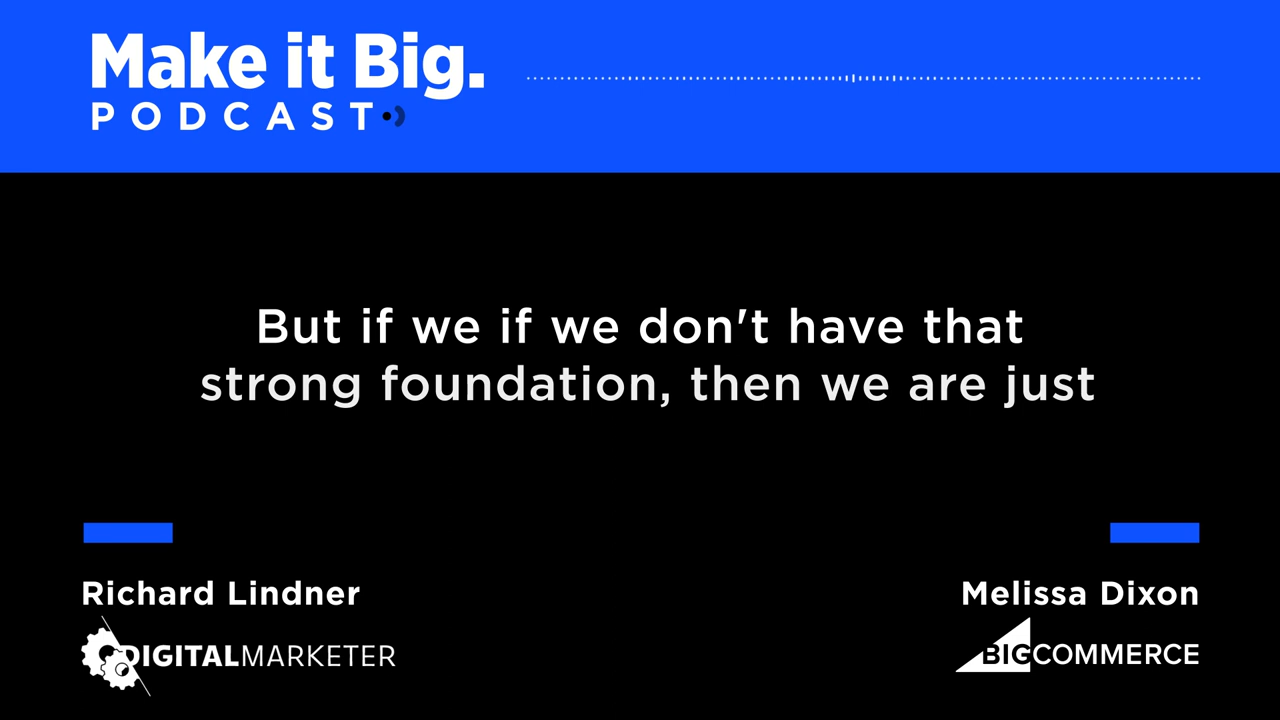 Make it Big.
PODCAST
But if we if we don't have that
strong foundation, then we are just
Richard Lindner
Melissa Dixon
DIGITALMARKETER
BIGCOMMERCE